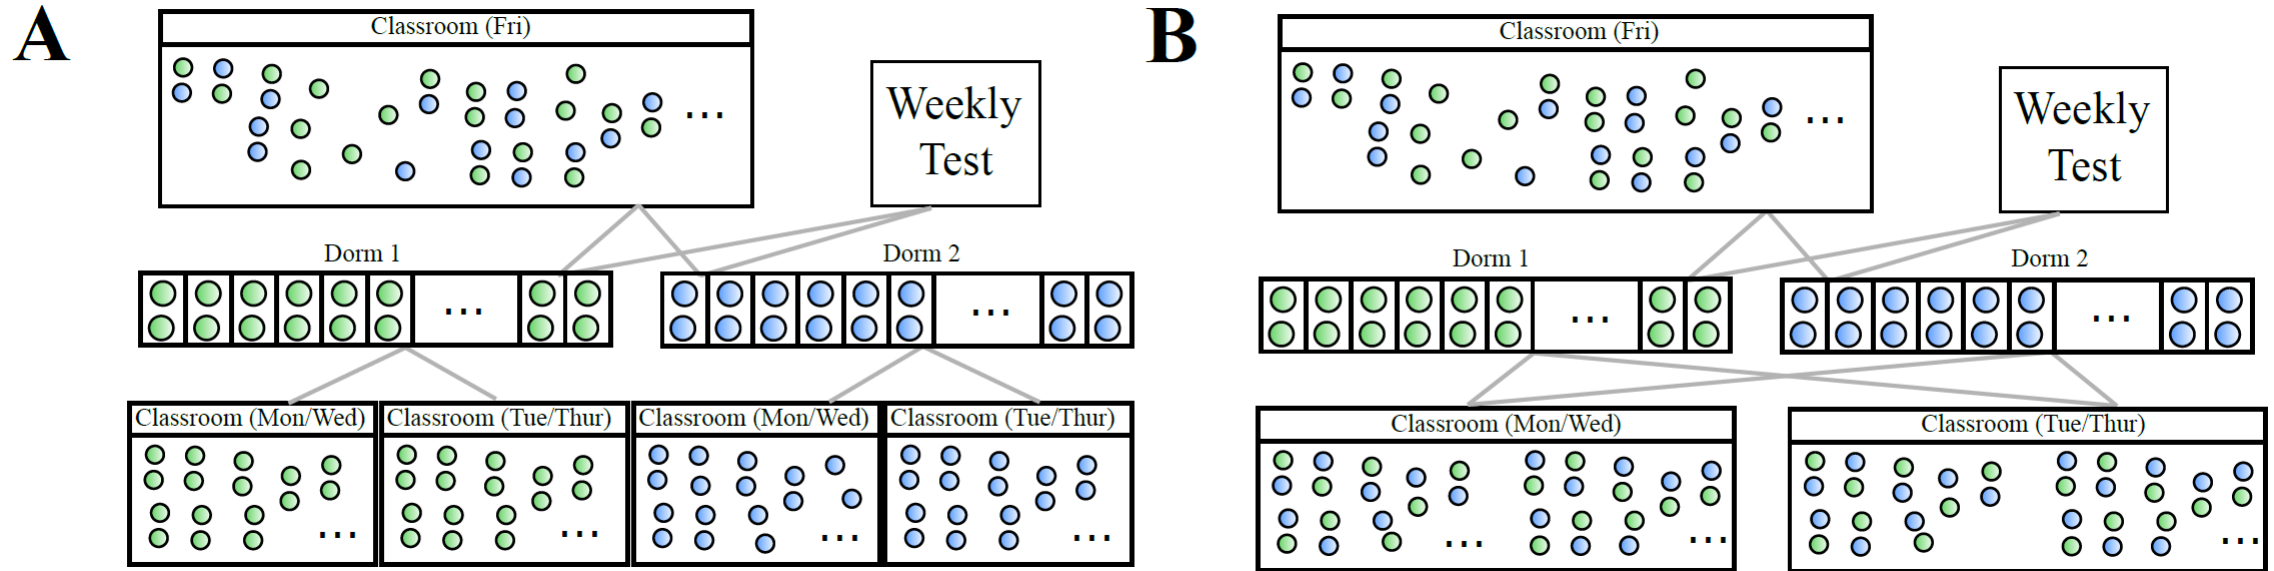 A
Classroom (Fri)
...
Weekly
Test
Dorm 1
Dorm 2
...
...
Classroom (Mon/Wed)
Classroom (Tue/Thur)
Classroom (Mon/Wed)
Classroom (Tue/Thur)
...
...
...
...
B
Classroom (Fri)
...
Weekly
Test
Dorm 1
Dorm 2
...
...
Classroom (Mon/Wed)
Classroom (Tue/Thur)
...
...
...